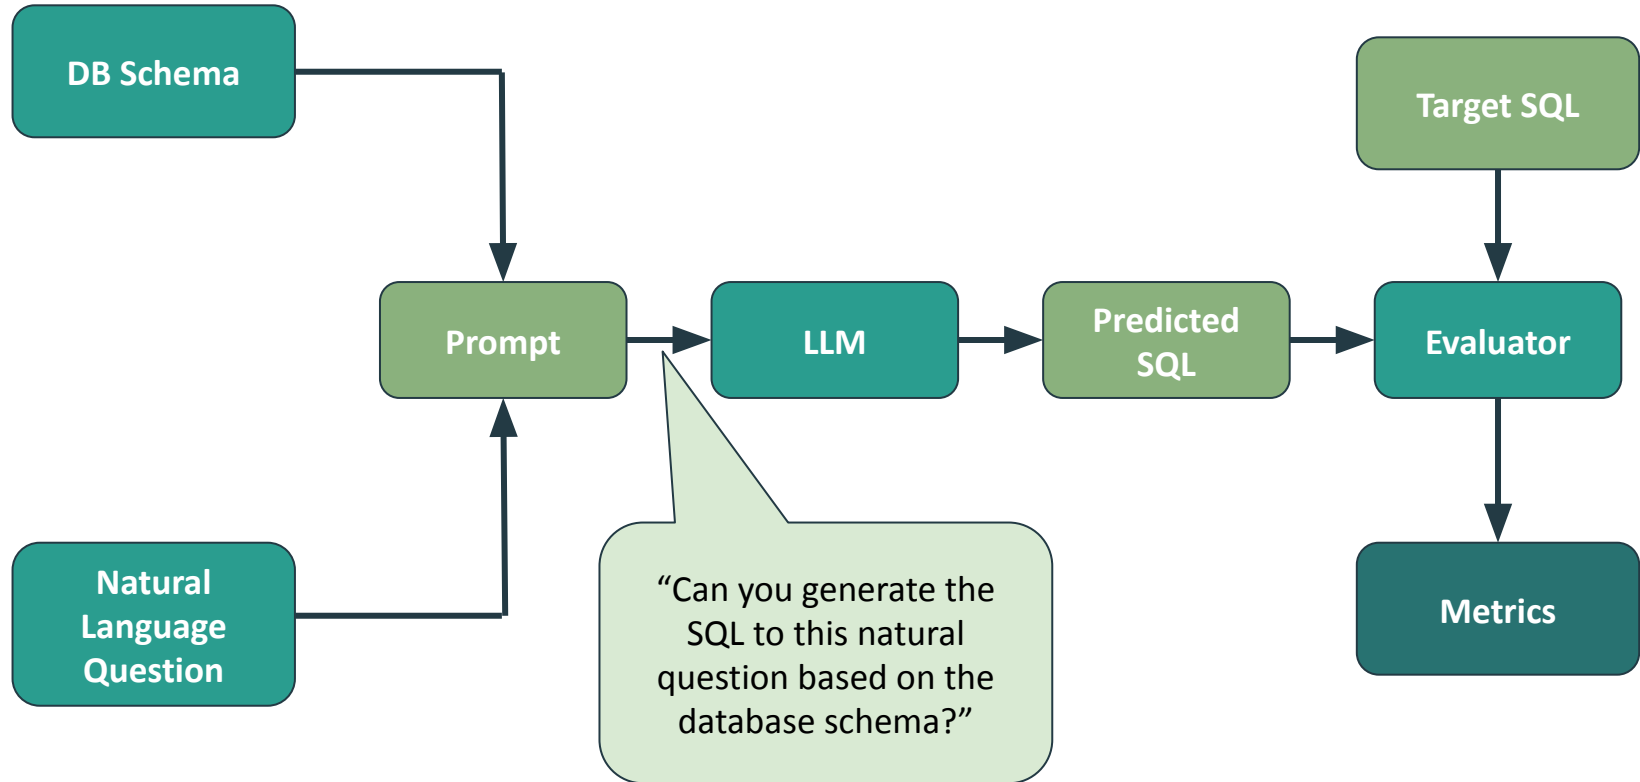 DB Schema
Target SQL
Prompt
LLM
Predicted
SQL
Evaluator
Natural
Language
Question
“Can you generate the
SQL to this natural
question based on the
database schema?”
Metrics